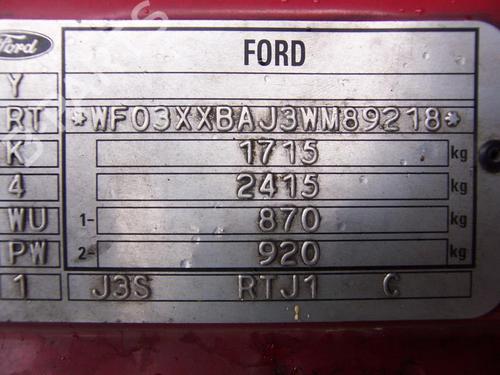 Ford FORD
Y
RT *WF03XXBAJ3WM89218*
K 1715 kg
4 2415 kg
WU 1- 870 kg
PW 2- 920 kg
1 J3S RTJ1 C